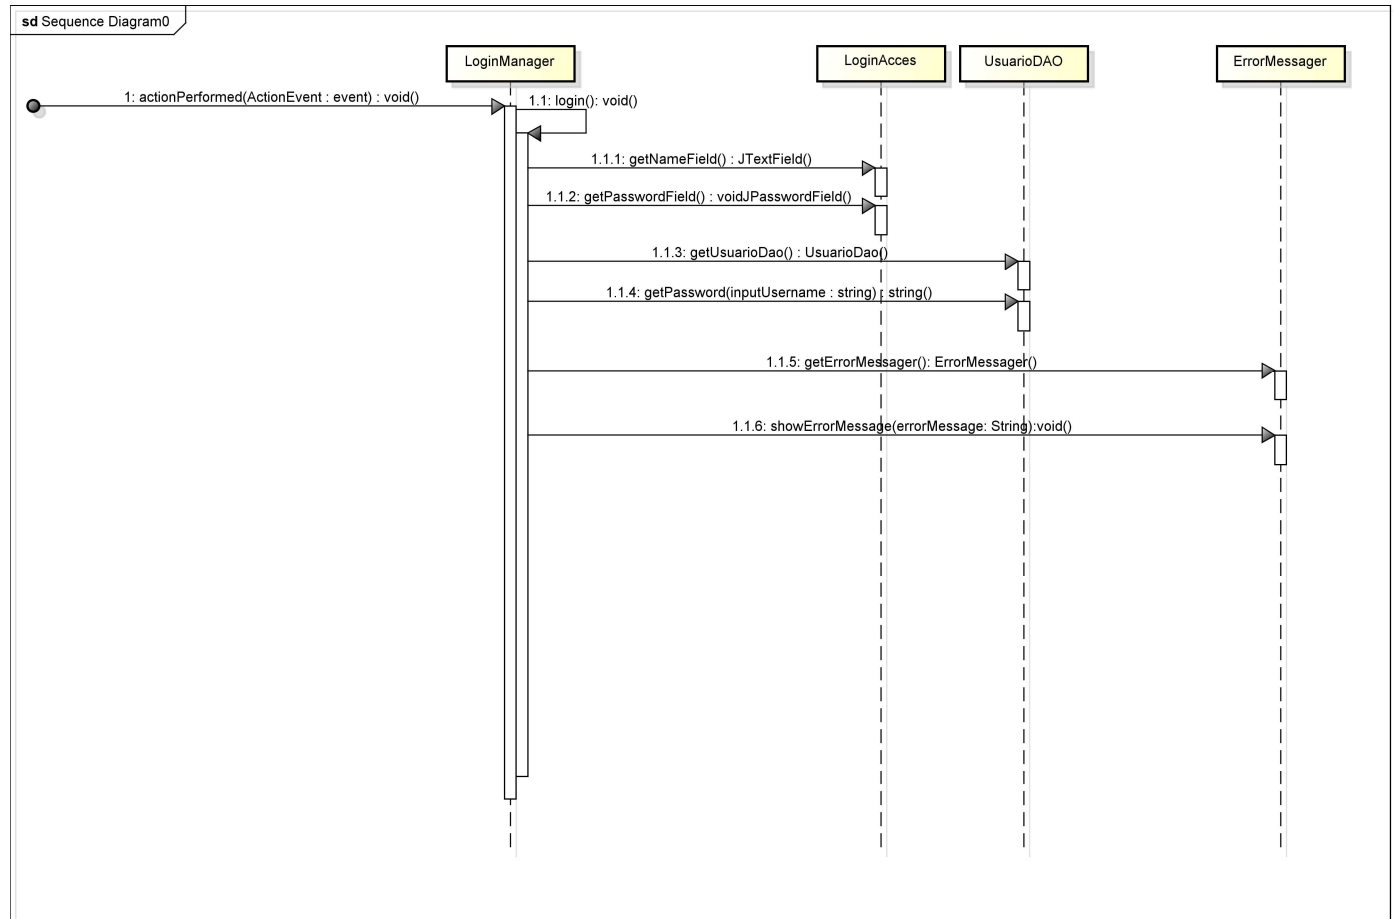 sd Sequence Diagram0
LoginManager
LoginAcces
UsuarioDAO
ErrorMessager
1: actionPerformed(ActionEvent : event) : void()
1.1: login(): void()
1.1.1: getNameField() : JTextField()
1.1.2: getPasswordField() : voidJPasswordField()
1.1.3: getUsuarioDao() : UsuarioDao()
1.1.4: getPassword(inputUsername : string) : string()
1.1.5: getErrorMessager(): ErrorMessager()
1.1.6: showErrorMessage(errorMessage: String):void()